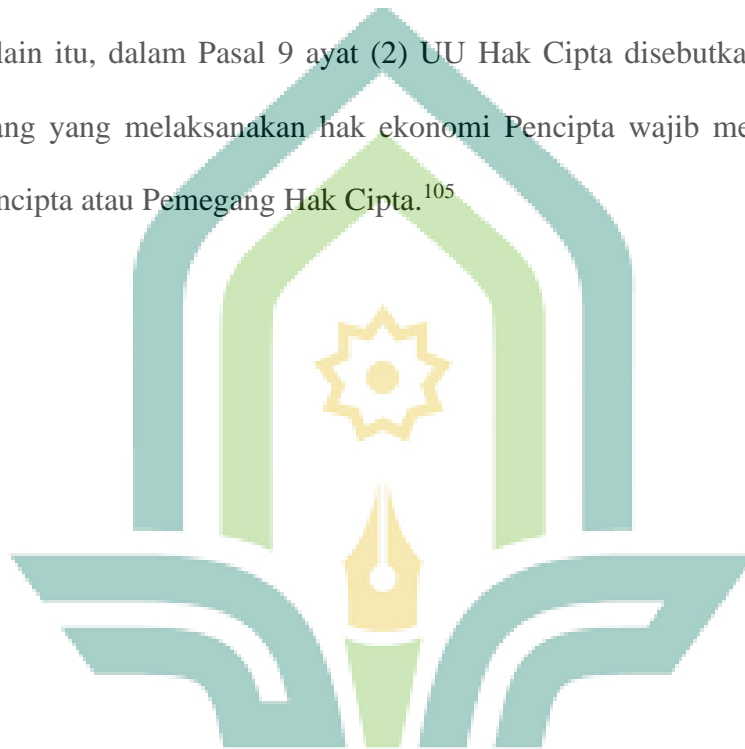 lain itu, dalam Pasal 9 ayat (2) UU Hak Cipta disebutka
ang yang melaksanakan hak ekonomi Pencipta wajib me
ncipta atau Pemegang Hak Cipta.105